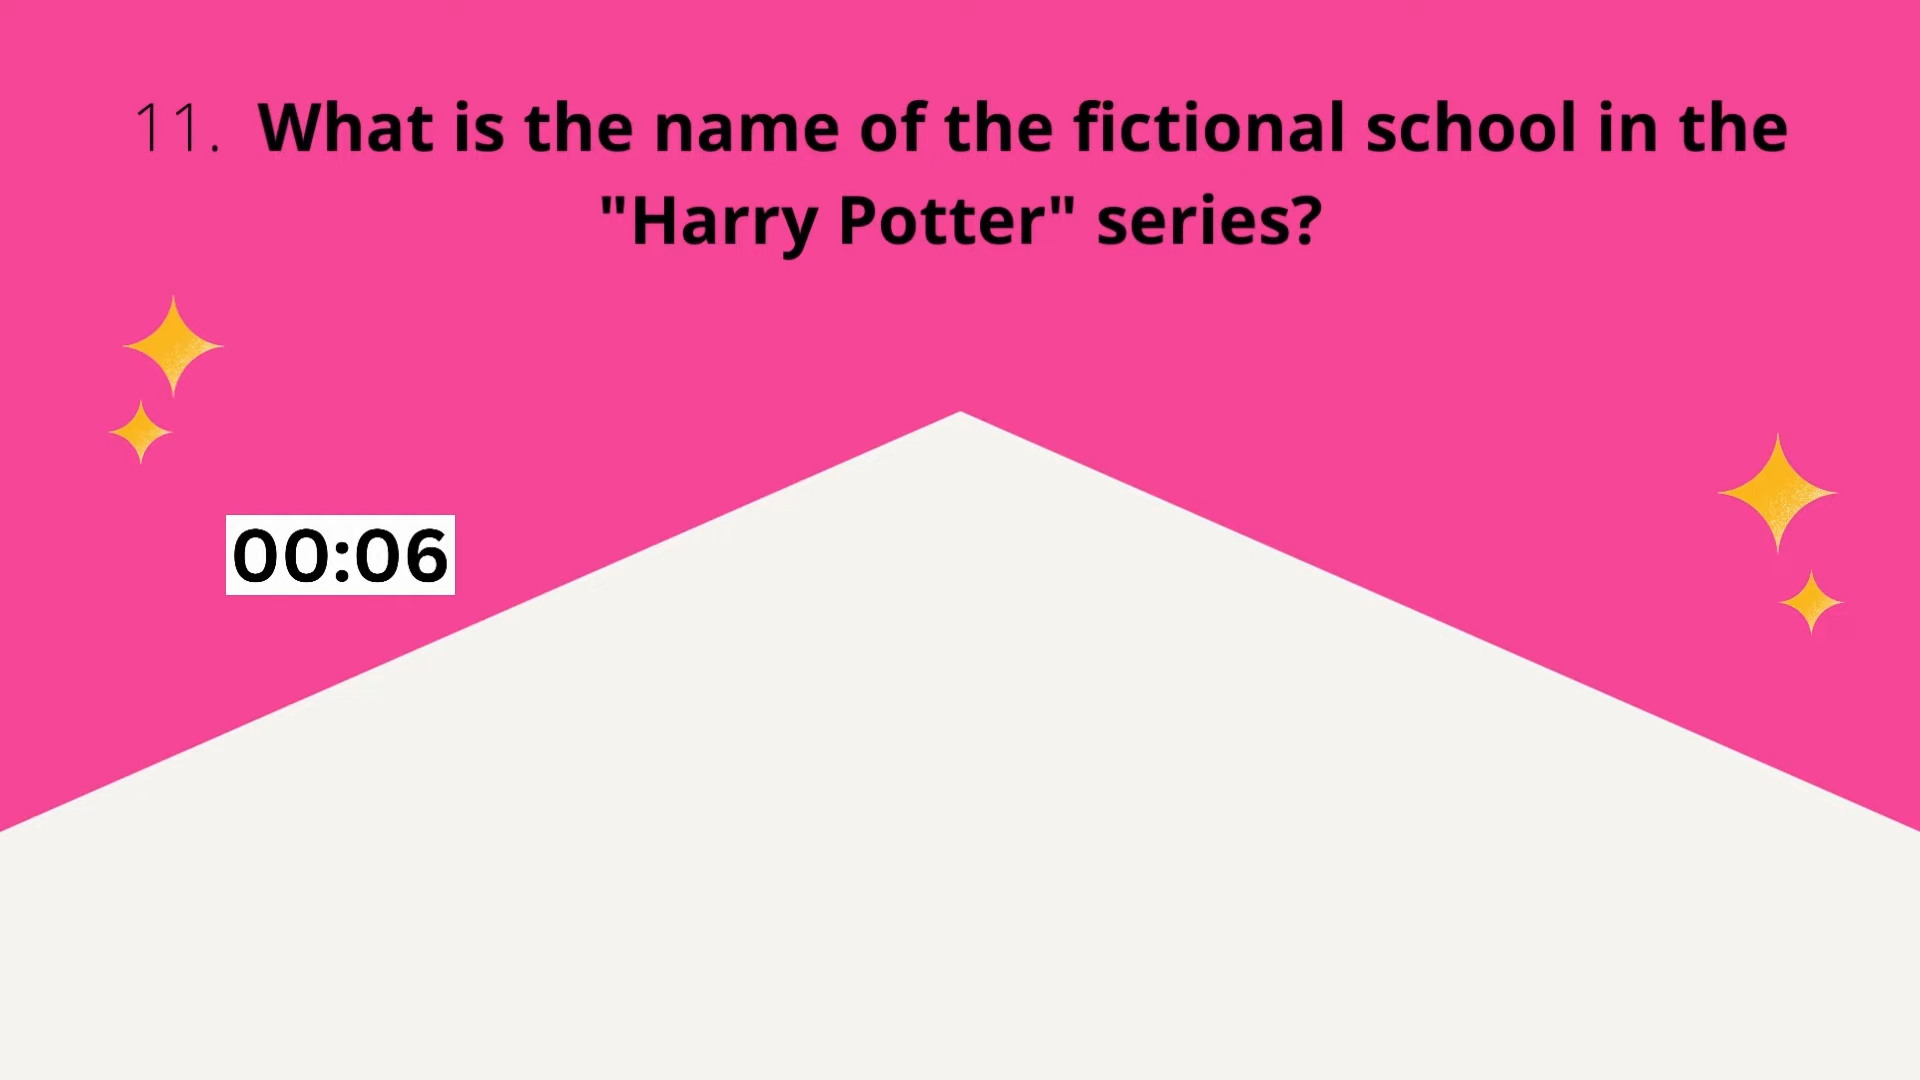 11. What is the name of the fictional school in the
"Harry Potter" series?
00:06